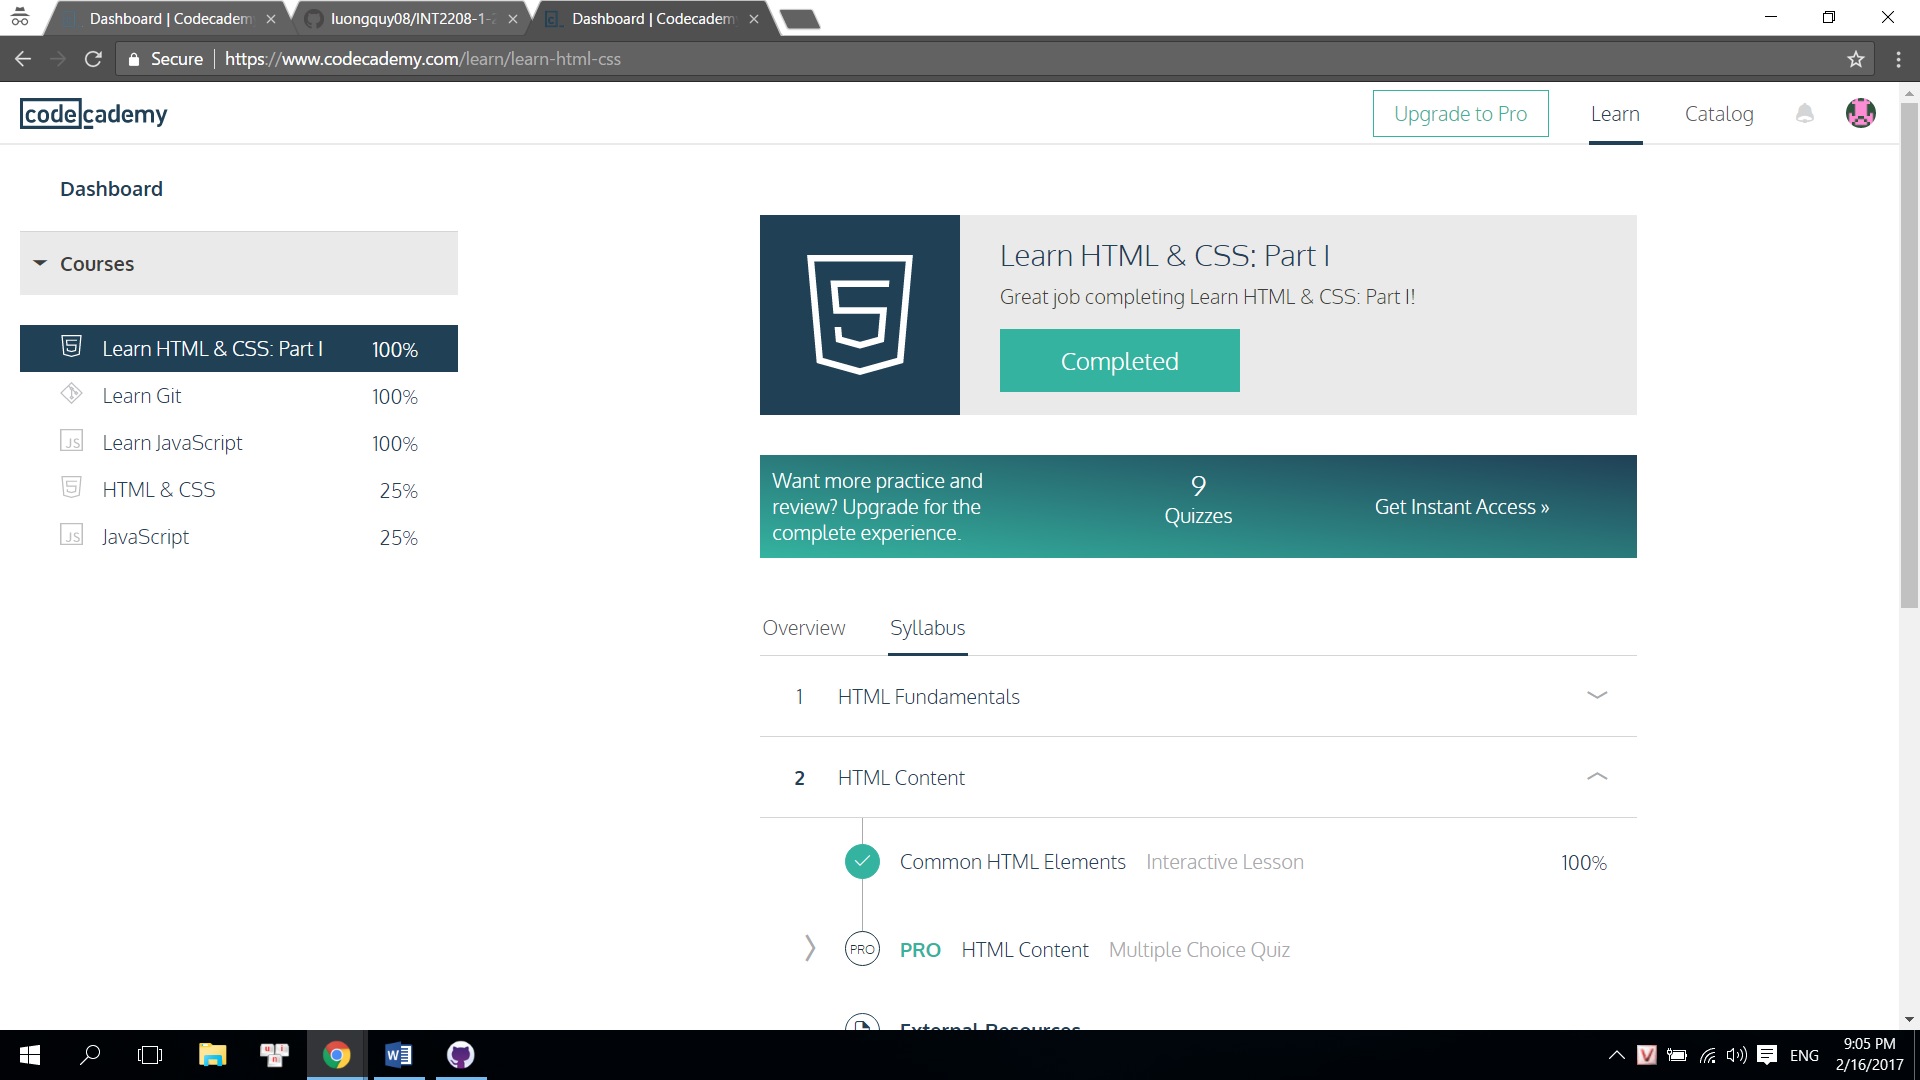 Dashboard | Codecadem
luongquy08/INT2208-1-2
Dashboard | Codecadem
Secure
https://www.codecademy.com/learn/learn-html-css
codecademy
Upgrade to Pro
Learn
Catalog
Dashboard
Courses
Learn HTML & CSS: Part I 100%
Learn Git 100%
Learn JavaScript 100%
HTML & CSS 25%
JavaScript 25%
Learn HTML & CSS: Part I
Great job completing Learn HTML & CSS: Part I!
Completed
Want more practice and
review? Upgrade for the
complete experience.
9
Quizzes
Get Instant Access »
Overview Syllabus
1 HTML Fundamentals
2 HTML Content
Common HTML Elements Interactive Lesson 100%
PRO PRO HTML Content Multiple Choice Quiz
External Resources
ENG
9:05 PM
2/16/2017